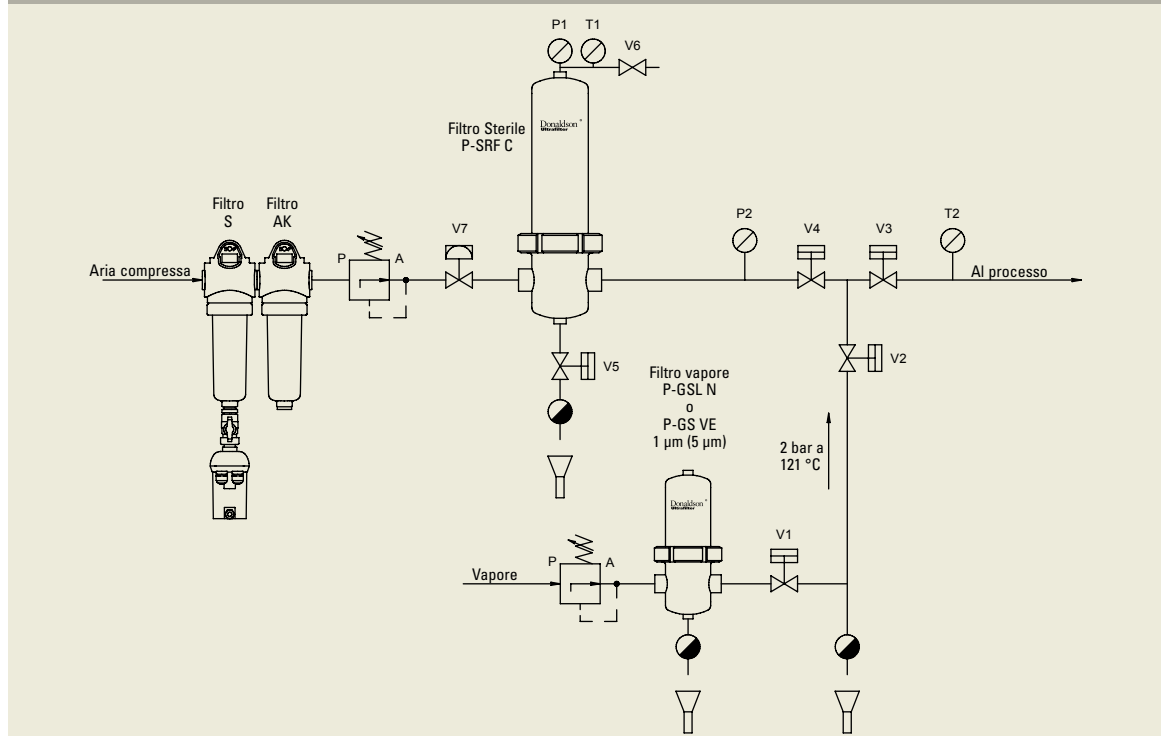 P1
T1
V6
Filtro Sterile
P-SRF C
Donaldson
Ultrafilter
Filtro
S
Filtro
AK
P2
V4
V3
T2
V7
P
A
Aria compressa
Al processo
V5
V2
Filtro vapore
P-GSL N
o
P-GS VE
1 µm (5 µm)
2 bar a
121 °C
Donaldson
Ultrafilter
V1
P
A
Vapore